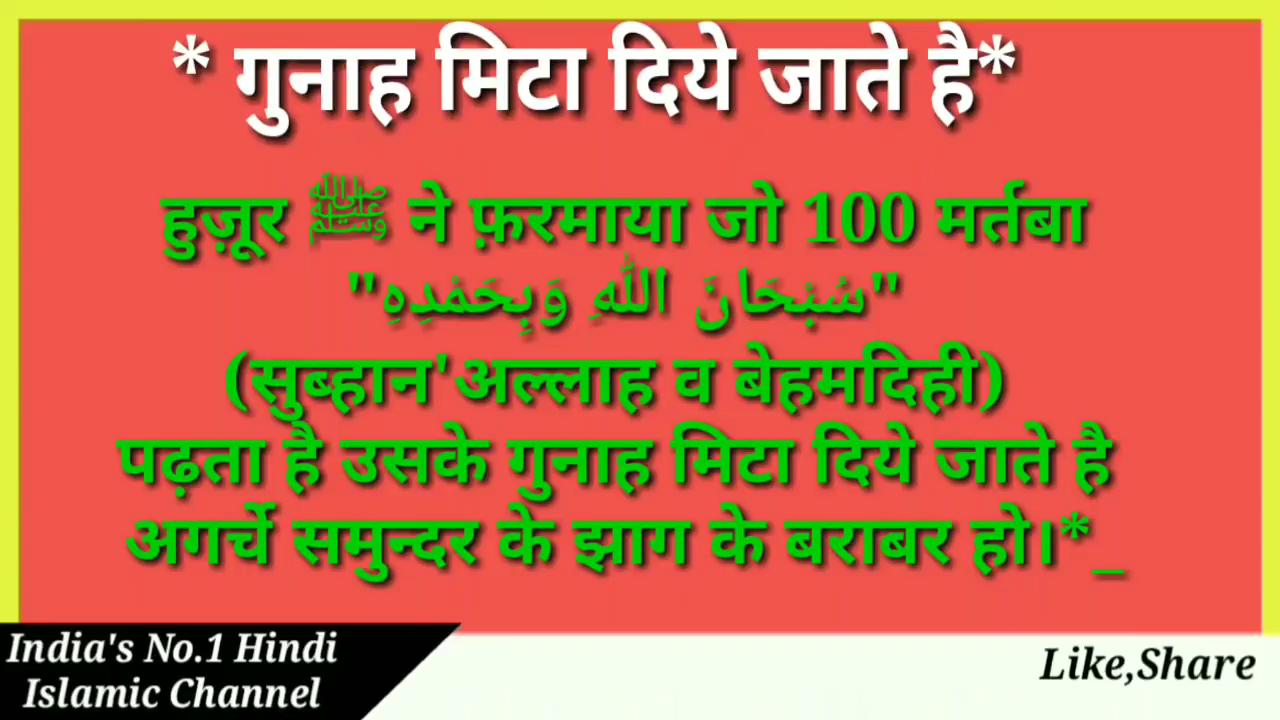 * गुनाह मिटा दिये जाते है*
हुज़ूर ﷺ ने फ़रमाया जो 100 मर्तबा
"سُبْحَانَ اللّٰهِ وَبِحَمْدِهِ"
(सुब्हान'अल्लाह व बेहमदिही)
पढ़ता है उसके गुनाह मिटा दिये जाते है
अगर्चे समुन्दर के झाग के बराबर हो।*_
India's No.1 Hindi
Islamic Channel
Like,Share